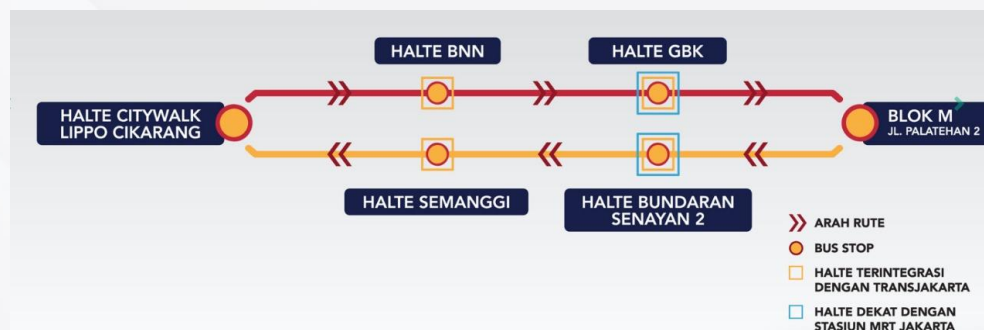 HALTE BNN
HALTE GBK
HALTE CITYWALK
LIPPO CIKARANG
BLOK M
JL. PALATEHAN 2
HALTE SEMANGGI
HALTE BUNDARAN
SENAYAN 2
ARAH RUTE
BUS STOP
HALTE TERINTEGRASI
DENGAN TRANSJAKARTA
HALTE DEKAT DENGAN
STASIUN MRT JAKARTA